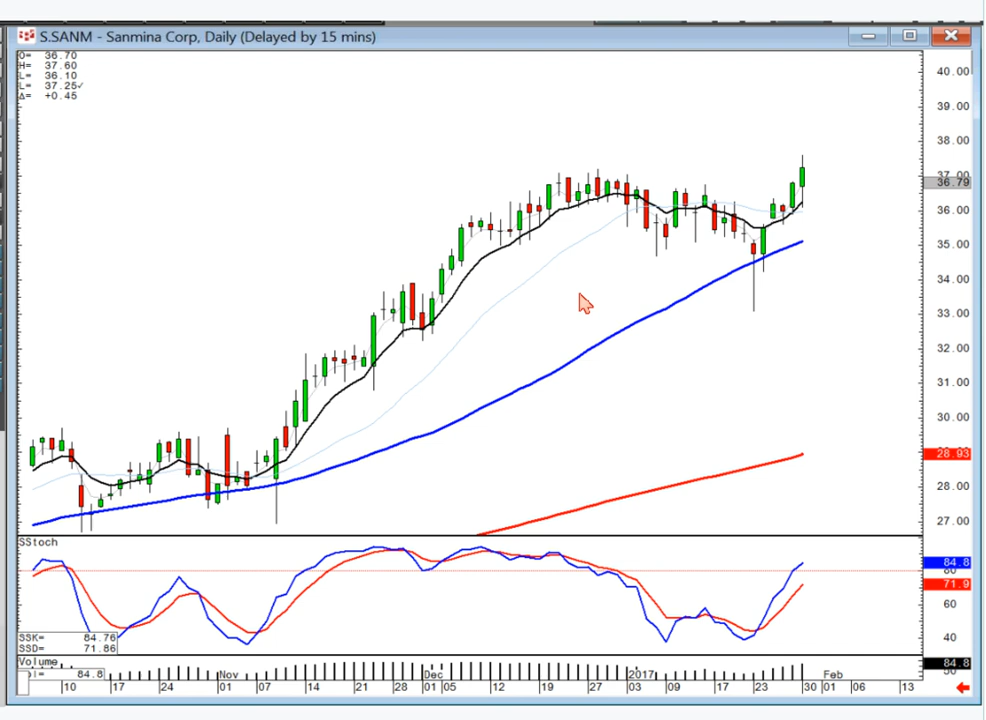 S.SANM - Sanmina Corp, Daily (Delayed by 15 mins)
O= 36.70
H= 37.60
L= 36.10
L= 37.25✓
Δ= +0.45
40.00
39.00
38.00
37.00
36.79
36.00
35.00
34.00
33.00
32.00
31.00
30.00
28.93
28.00
27.00
SStoch
84.8
80
71.9
60
40
SSK= 84.76
SSD= 71.86
Volume
84.8
84.8
Nov Dec 2017 Feb
10 17 24 01 07 14 21 28 01 05 12 19 27 03 09 17 23 30 01 06 13